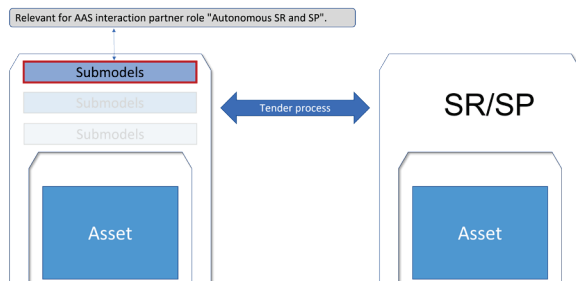 Relevant for AAS interaction partner role "Autonomous SR and SP".
Submodels
Submodels
Submodels
Tender process
SR/SP
Asset
Asset